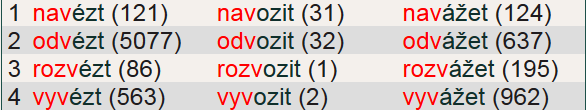 1 navézt (121) navozit (31) navážet (124)
2 odvézt (5077) odvozit (32) odvážet (637)
3 rozvézt (86) rozvozit (1) rozvážet (195)
4 vyvézt (563) vyvozit (2) vyvážet (962)